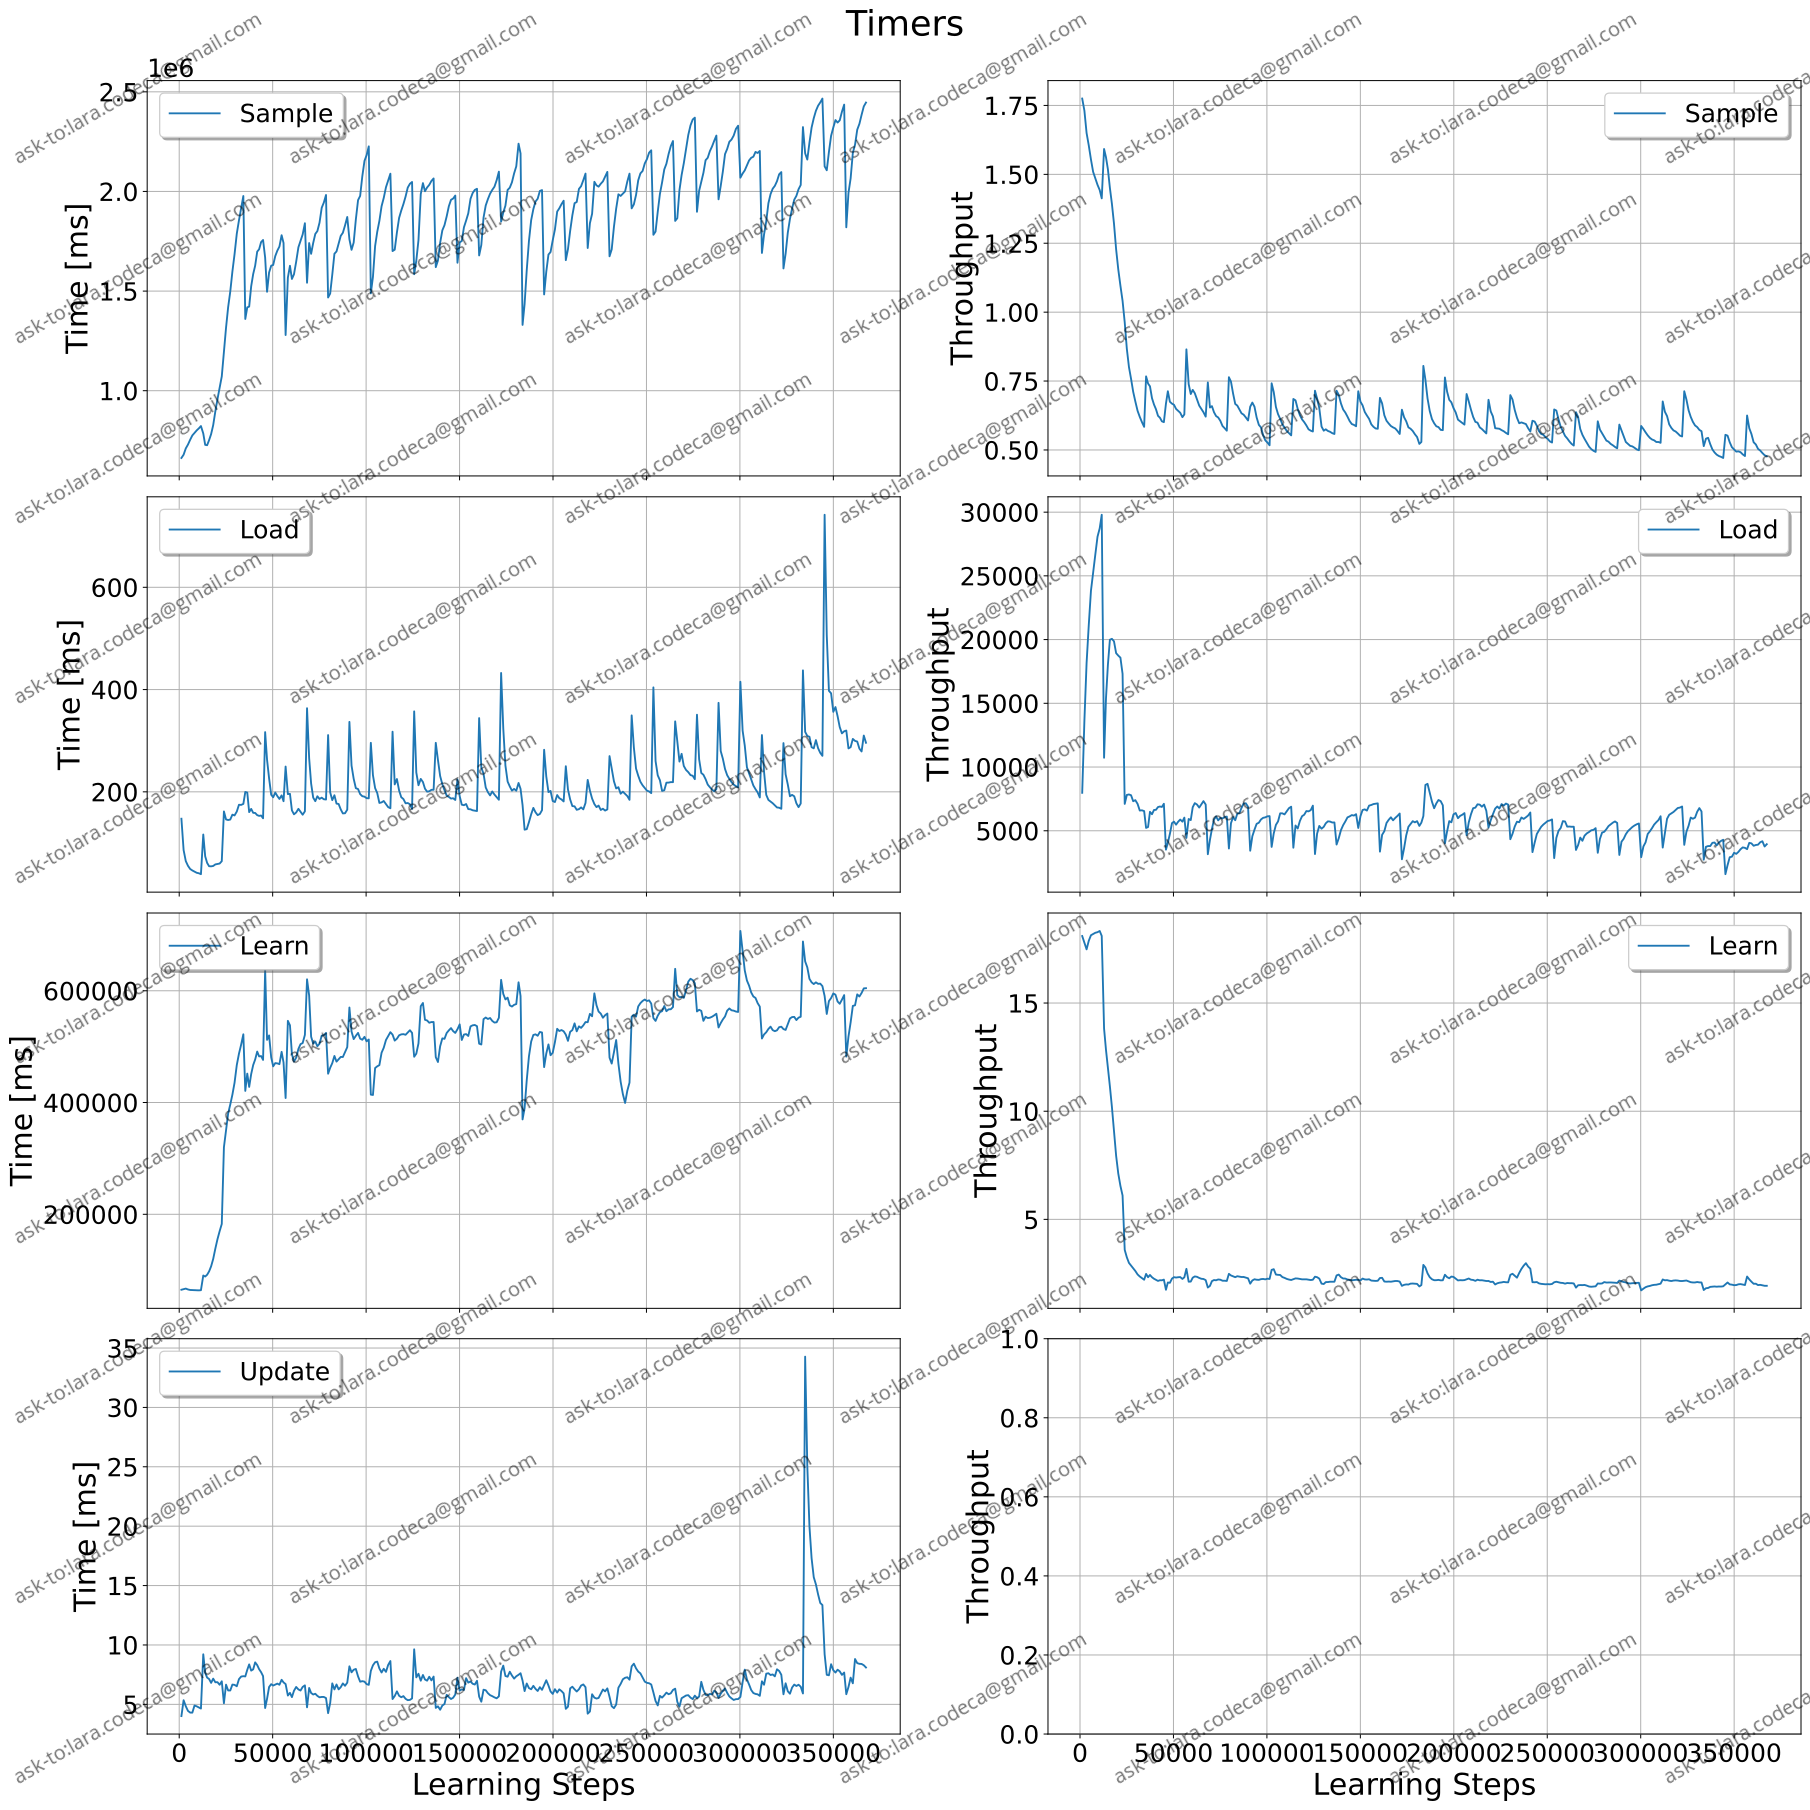 Timers
1e6
Sample
Time [ms]
2.5
2.0
1.5
1.0
Sample
Throughput
1.75
1.50
1.25
1.00
0.75
0.50
Load
Time [ms]
600
400
200
Load
Throughput
30000
25000
20000
15000
10000
5000
Learn
Time [ms]
600000
400000
200000
Learn
Throughput
15
10
5
Update
Time [ms]
35
30
25
20
15
10
5
0 50000 100000 150000 200000 250000 300000 350000
Learning Steps
Throughput
1.0
0.8
0.6
0.4
0.2
0.0
0 50000 100000 150000 200000 250000 300000 350000
Learning Steps
ask-to:lara.codeca@gmail.com